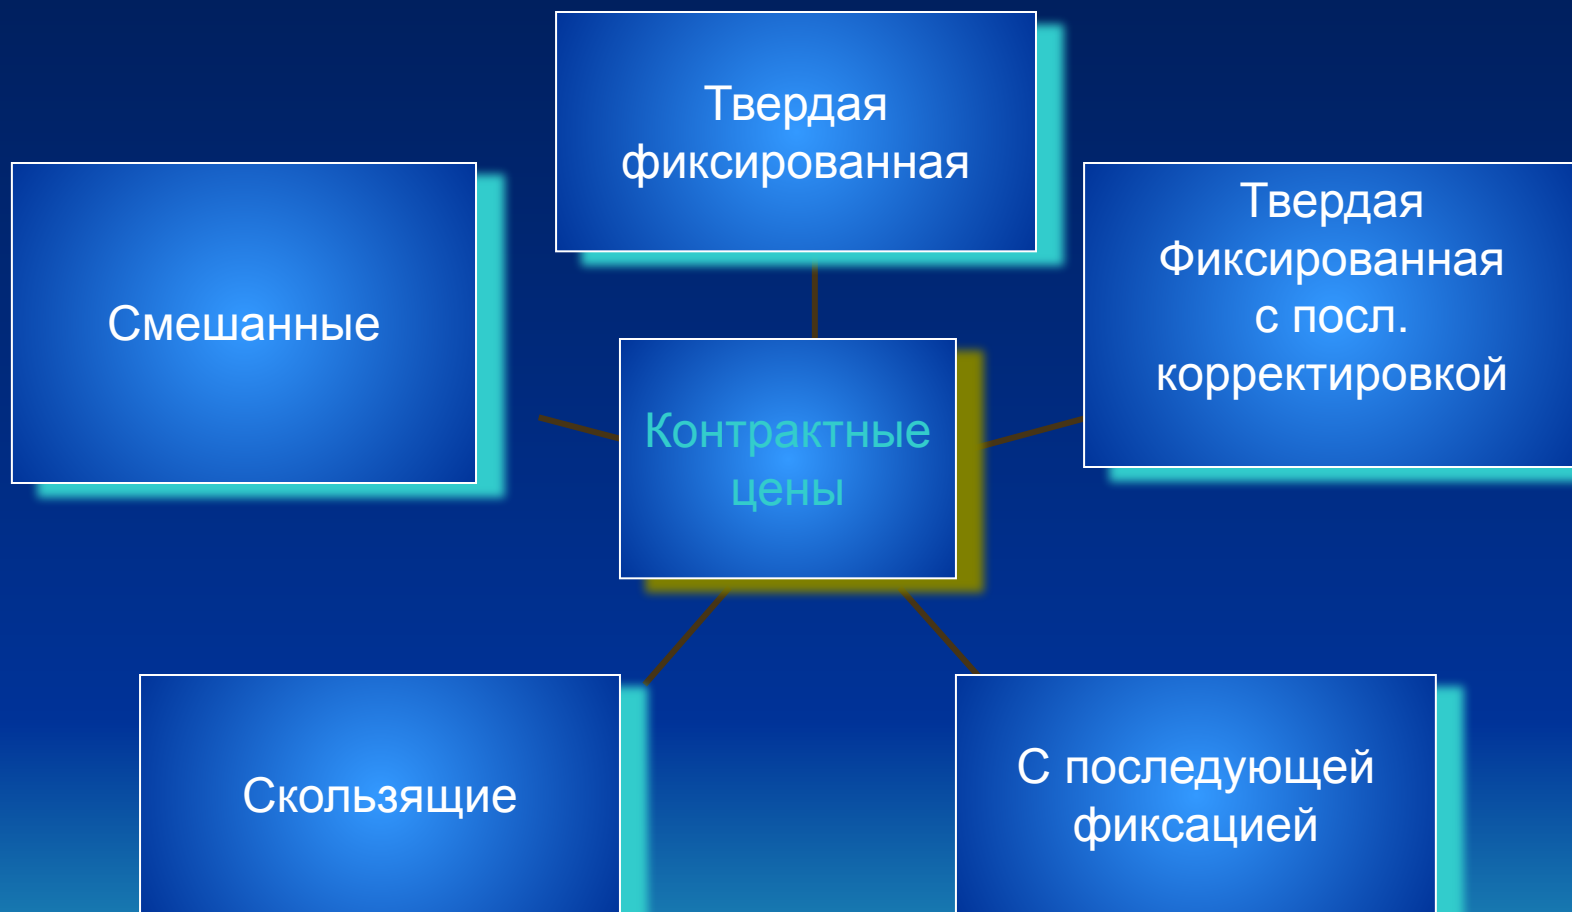 Твердая
фиксированная
Твердая
Фиксированная
с посл.
корректировкой
Смешанные
Контрактные
цены
Скользящие
С последующей
фиксацией